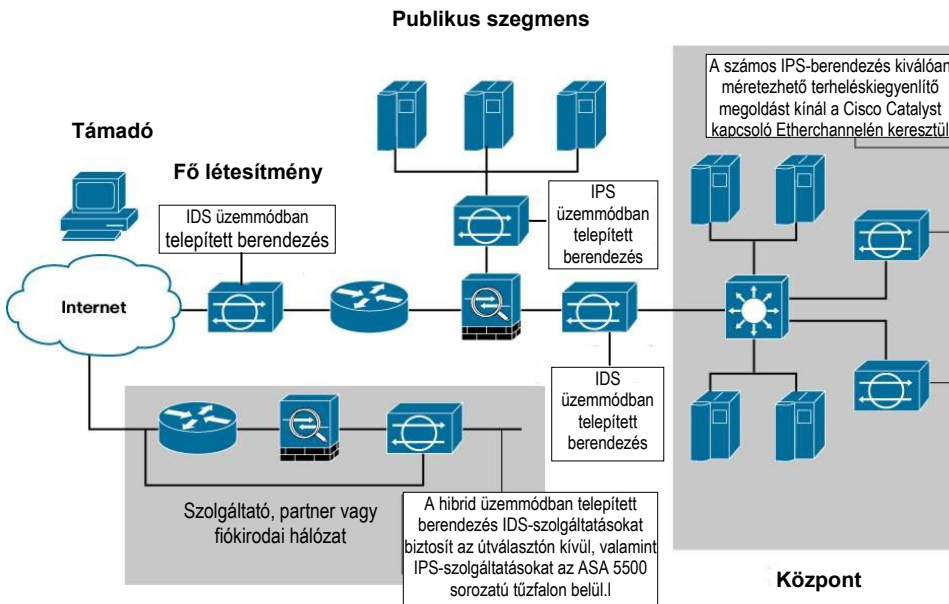 Publikus szegmens
A számos IPS-berendezés kiválóan
méretezhető terheléskiegyenlítő
megoldást kínál a Cisco Catalyst
kapcsoló Etherchannelén keresztül
Támadó
Fő létesítmény
IDS üzemmódban
telepített berendezés
IPS
üzemmódban
telepített
berendezés
Internet
IDS
üzemmódban
telepített
berendezés
Szolgáltató, partner vagy
fiókirodai hálózat
A hibrid üzemmódban telepített
berendezés IDS-szolgáltatásokat
biztosít az útválasztón kívül, valamint
IPS-szolgáltatásokat az ASA 5500
sorozatú tűzfalon belül.l
Központ